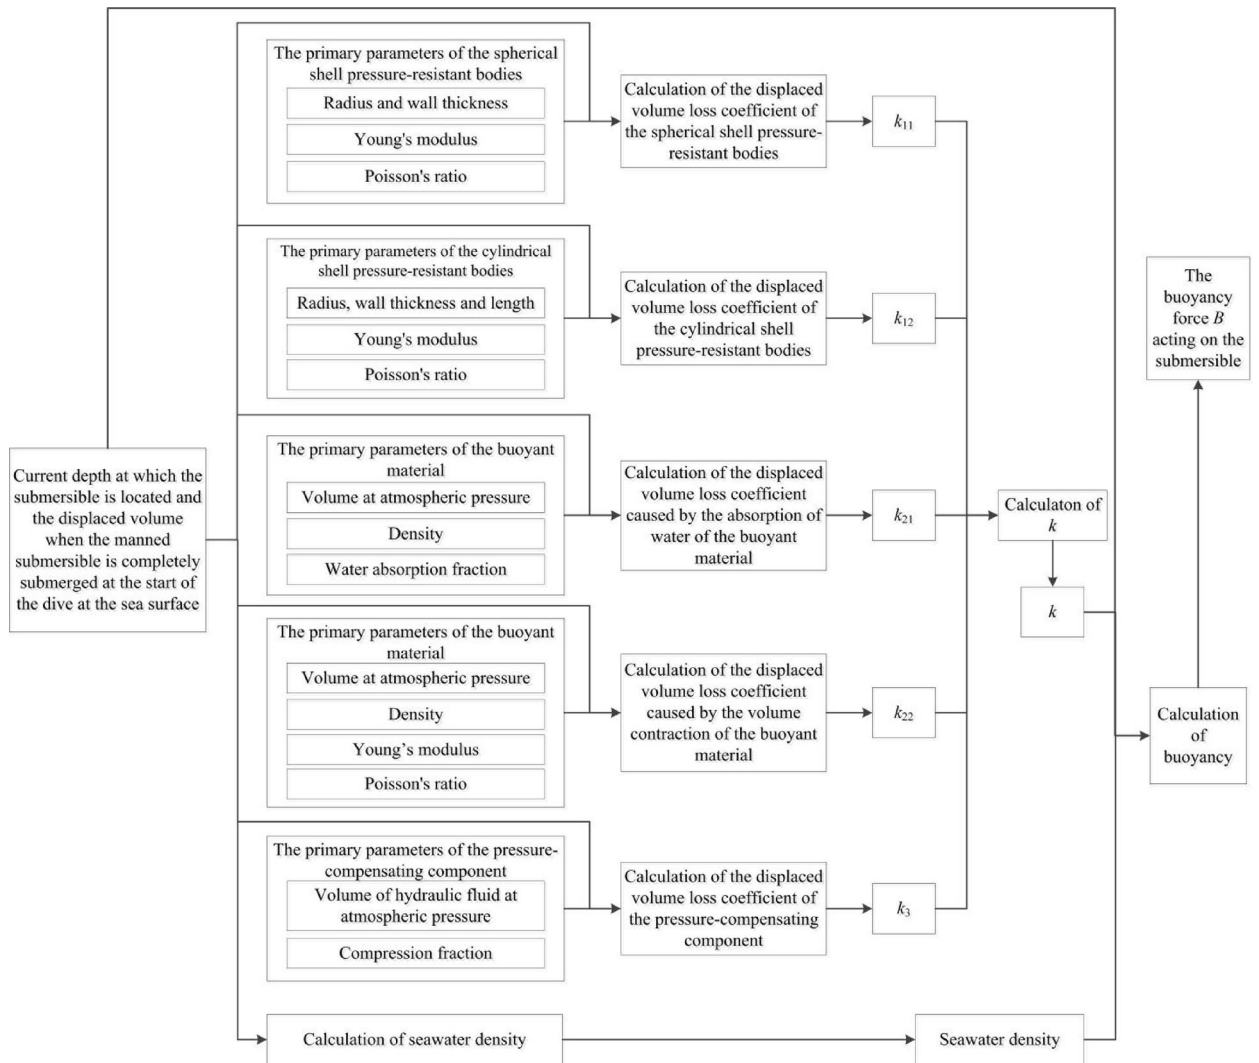 Current depth at which the
submersible is located and
the displaced volume
when the manned
submersible is completely
submerged at the start of
the dive at the sea surface
The primary parameters of the spherical
shell pressure-resistant bodies
Radius and wall thickness
Young's modulus
Poisson's ratio
Calculation of the displaced
volume loss coefficient of
the spherical shell pressure-
resistant bodies
k11
The primary parameters of the cylindrical
shell pressure-resistant bodies
Radius, wall thickness and length
Young's modulus
Poisson's ratio
Calculation of the displaced
volume loss coefficient of
the cylindrical shell
pressure-resistant bodies
k12
The primary parameters of the buoyant
material
Volume at atmospheric pressure
Density
Water absorption fraction
Calculation of the displaced
volume loss coefficient
caused by the absorption of
water of the buoyant
material
k21
The primary parameters of the buoyant
material
Volume at atmospheric pressure
Density
Young’s modulus
Poisson's ratio
Calculation of the displaced
volume loss coefficient
caused by the volume
contraction of the buoyant
material
k22
The primary parameters of the pressure-
compensating component
Volume of hydraulic fluid at
atmospheric pressure
Compression fraction
Calculation of the displaced
volume loss coefficient of
the pressure-compensating
component
k3
Calculation of seawater density
Seawater density
Calculaton of
k
k
Calculation
of
buoyancy
The
buoyancy
force B
acting on the
submersible